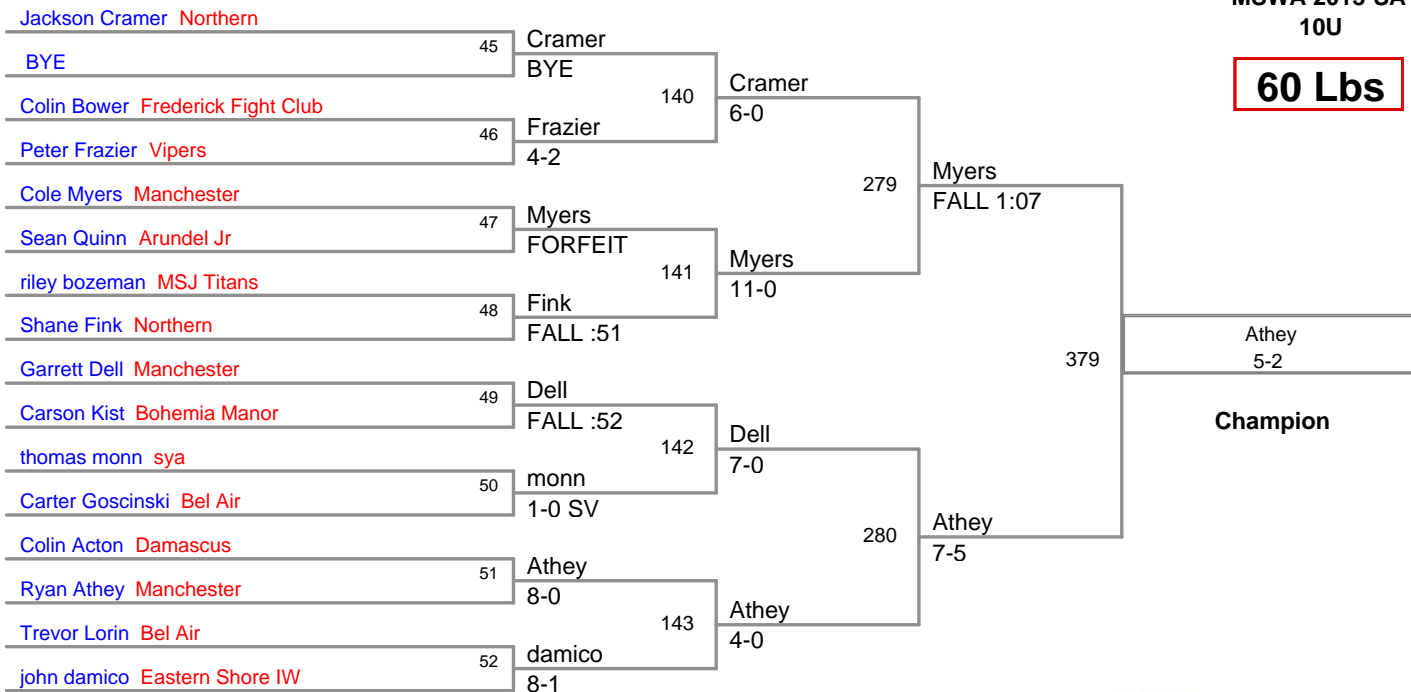 Jackson Cramer Northern
BYE
Colin Bower Frederick Fight Club
Peter Frazier Vipers
Cole Myers Manchester
Sean Quinn Arundel Jr
riley bozeman MSJ Titans
Shane Fink Northern
Garrett Dell Manchester
Carson Kist Bohemia Manor
thomas monn sya
Carter Goscinski Bel Air
Colin Acton Damascus
Ryan Athey Manchester
Trevor Lorin Bel Air
john damico Eastern Shore IW
45
46
47
48
49
50
51
52
Cramer
BYE
Frazier
4-2
Myers
FORFEIT
Fink
FALL :51
Dell
FALL :52
monn
1-0 SV
Athey
8-0
damico
8-1
140
141
142
143
Cramer
6-0
Myers
11-0
Dell
7-0
Athey
4-0
279
280
Myers
FALL 1:07
Athey
7-5
379
Athey
5-2
Champion
10U
60 Lbs